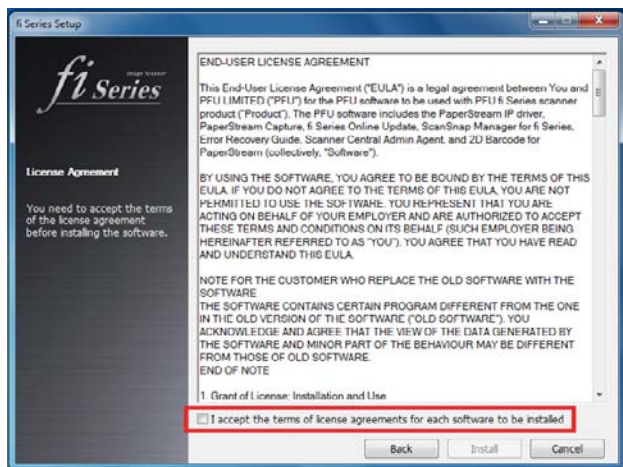 fi Series Setup
Image Scanner
fi Series
License Agreement
You need to accept the terms
of the license agreement
before installing the software.
END-USER LICENSE AGREEMENT
This End-User License Agreement ("EULA") is a legal agreement between You and
PFU LIMITED ("PFU") for the PFU software to be used with PFU fi Series scanner
product ("Product"). The PFU software includes the PaperStream IP driver,
PaperStream Capture, fi Series Online Update, ScanSnap Manager for fi Series,
Error Recovery Guide, Scanner Central Admin Agent, and 2D Barcode for
PaperStream (collectively, "Software").
BY USING THE SOFTWARE, YOU AGREE TO BE BOUND BY THE TERMS OF THIS
EULA. IF YOU DO NOT AGREE TO THE TERMS OF THIS EULA, YOU ARE NOT
PERMITTED TO USE THE SOFTWARE. YOU REPRESENT THAT YOU ARE
ACTING ON BEHALF OF YOUR EMPLOYER AND ARE AUTHORIZED TO ACCEPT
THESE TERMS AND CONDITIONS ON ITS BEHALF (SUCH EMPLOYER BEING
HEREINAFTER REFERRED TO AS "YOU"). YOU AGREE THAT YOU HAVE READ
AND UNDERSTAND THIS EULA.
NOTE FOR THE CUSTOMER WHO REPLACE THE OLD SOFTWARE WITH THE
SOFTWARE
THE SOFTWARE CONTAINS CERTAIN PROGRAM DIFFERENT FROM THE ONE
IN THE OLD VERSION OF THE SOFTWARE ("OLD SOFTWARE"). YOU
ACKNOWLEDGE AND AGREE THAT THE VIEW OF THE DATA GENERATED BY
THE SOFTWARE AND MINOR PART OF THE BEHAVIOUR MAY BE DIFFERENT
FROM THOSE OF OLD SOFTWARE.
END OF NOTE
1. Grant of License; Installation and Use
I accept the terms of license agreements for each software to be installed
Back
Install
Cancel